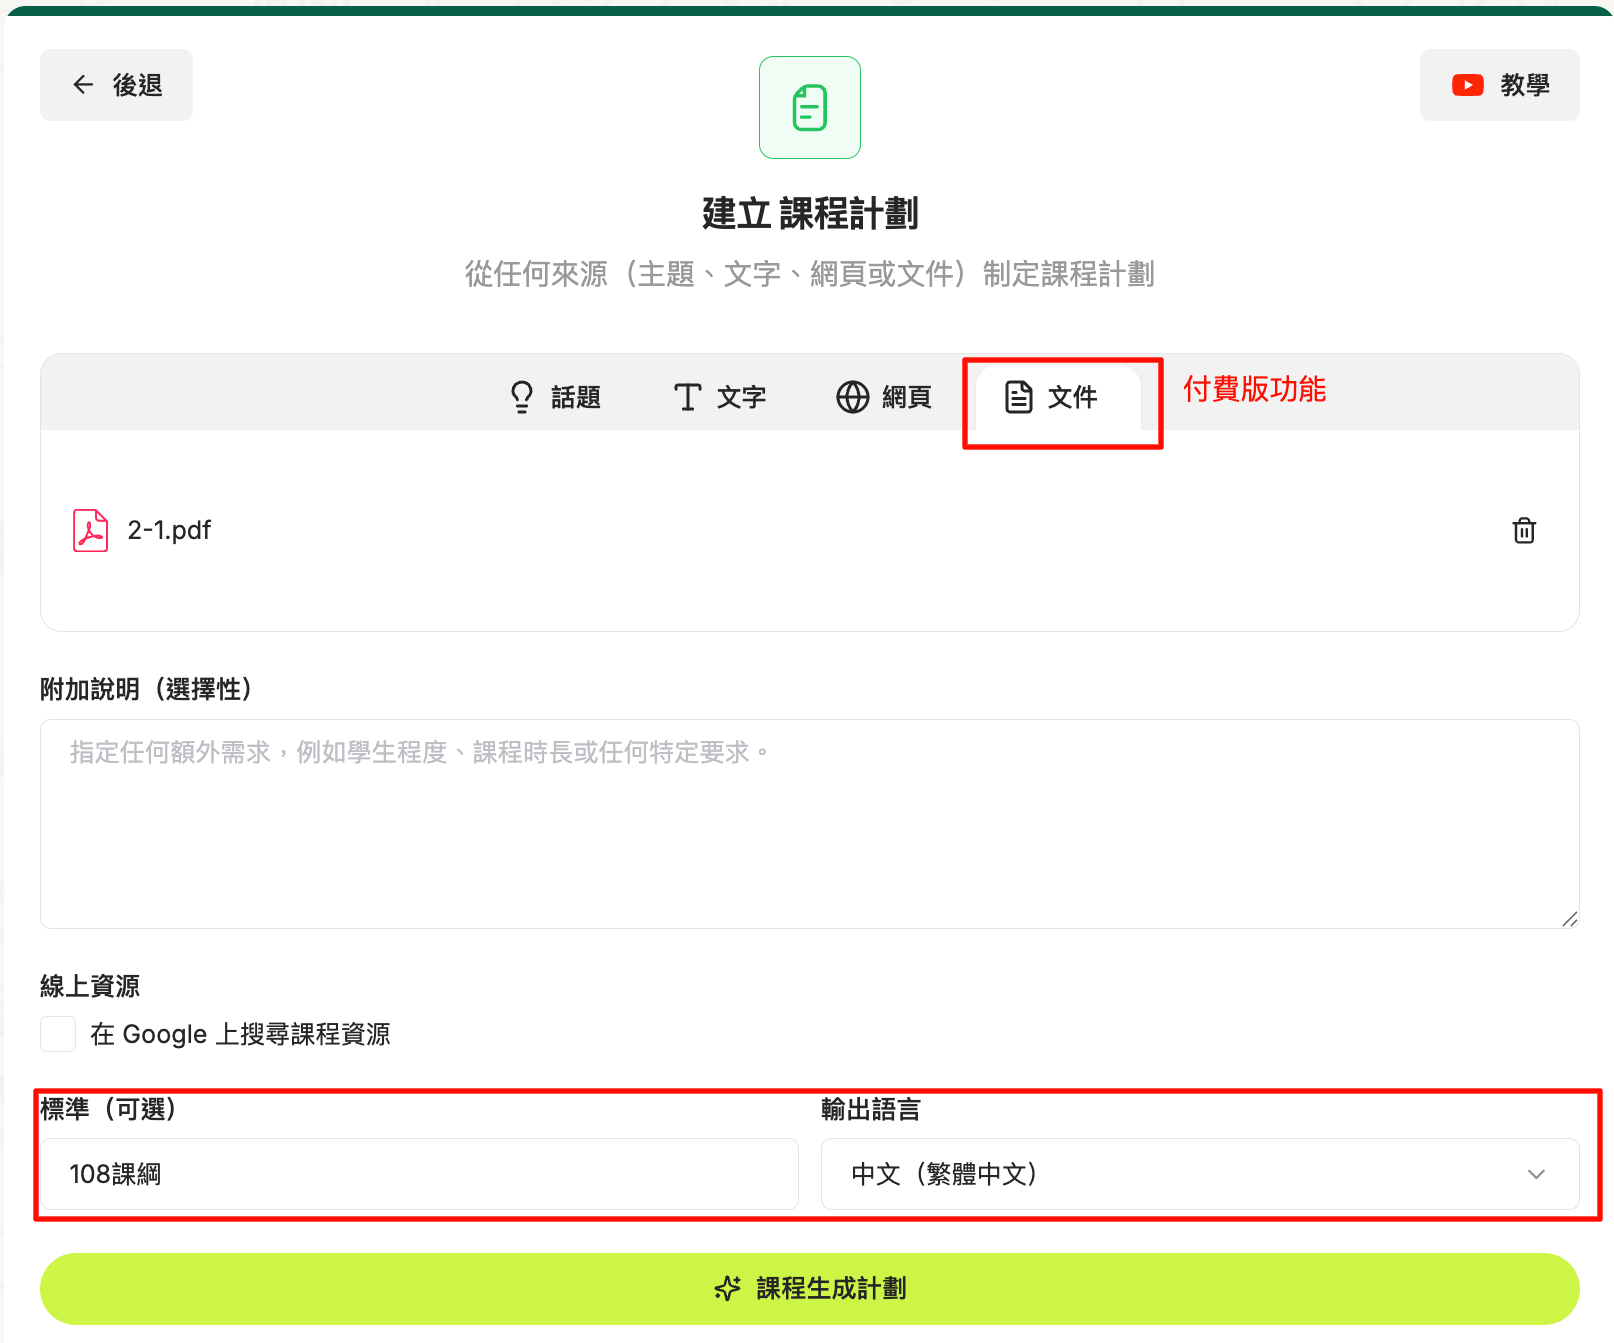 後退
教學
建立 課程計劃
從任何來源（主題、文字、網頁或文件）制定課程計劃
話題 文字 網頁 文件 付費版功能
2-1.pdf
附加說明（選擇性）
指定任何額外需求，例如學生程度、課程時長或任何特定要求。
線上資源
在 Google 上搜尋課程資源
標準（可選） 輸出語言
108課綱 中文（繁體中文）
課程生成計劃